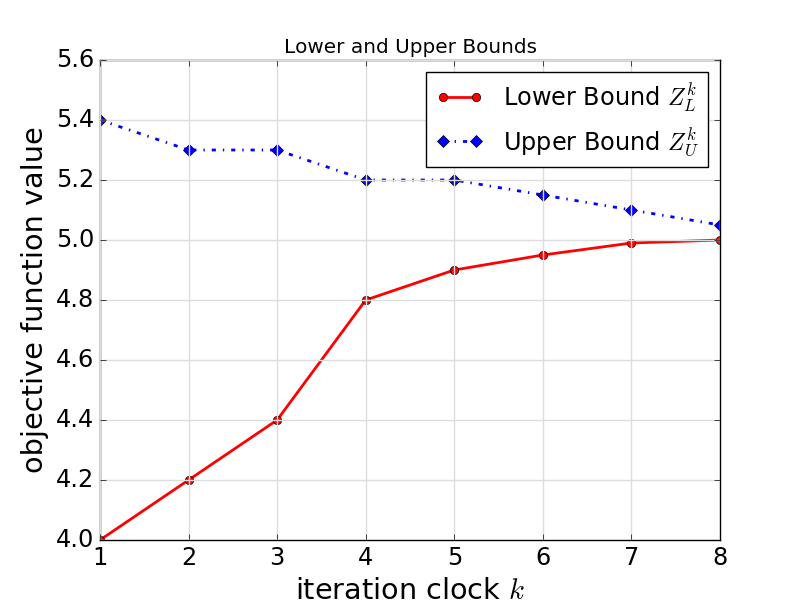 Lower and Upper Bounds
5.6
5.4
5.2
5.0
4.8
4.6
4.4
4.2
4.0
objective function value
Lower Bound $Z_L^k$
Upper Bound $Z_U^k$
1 2 3 4 5 6 7 8
iteration clock $k$